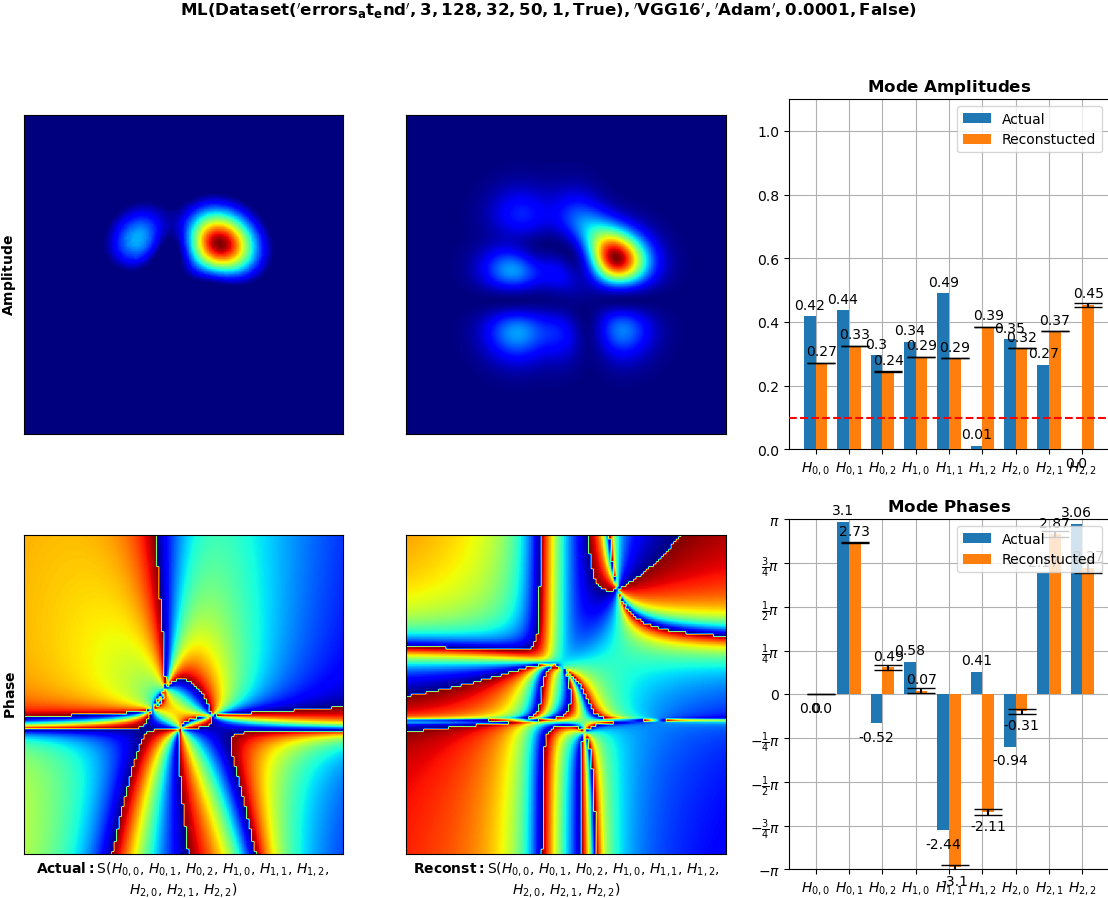 ML(Dataset('errors_at_end', 3, 128, 32, 50, 1, True), 'VGG16', 'Adam', 0.0001, False)
Amplitude
Mode Amplitudes
Actual
Reconstucted
1.0
0.8
0.6
0.4
0.2
0.0
0.42
0.27
0.44
0.33
0.3
0.24
0.34
0.29
0.49
0.29
0.01
0.39
0.35
0.32
0.27
0.37
0.0
0.45
H0,0 H0,1 H0,2 H1,0 H1,1 H1,2 H2,0 H2,1 H2,2
Phase
Actual: S(H0,0, H0,1, H0,2, H1,0, H1,1, H1,2,
H2,0, H2,1, H2,2)
Reconst: S(H0,0, H0,1, H0,2, H1,0, H1,1, H1,2,
H2,0, H2,1, H2,2)
Mode Phases
Actual
Reconstucted
π
3/4π
1/2π
1/4π
0
−1/4π
−1/2π
−3/4π
−π
0.0
0.0
3.1
2.73
-0.52
0.49
0.58
0.07
-2.44
-3.1
0.41
-2.11
-0.94
-0.31
2.87
3.06
H0,0 H0,1 H0,2 H1,0 H1,1 H1,2 H2,0 H2,1 H2,2